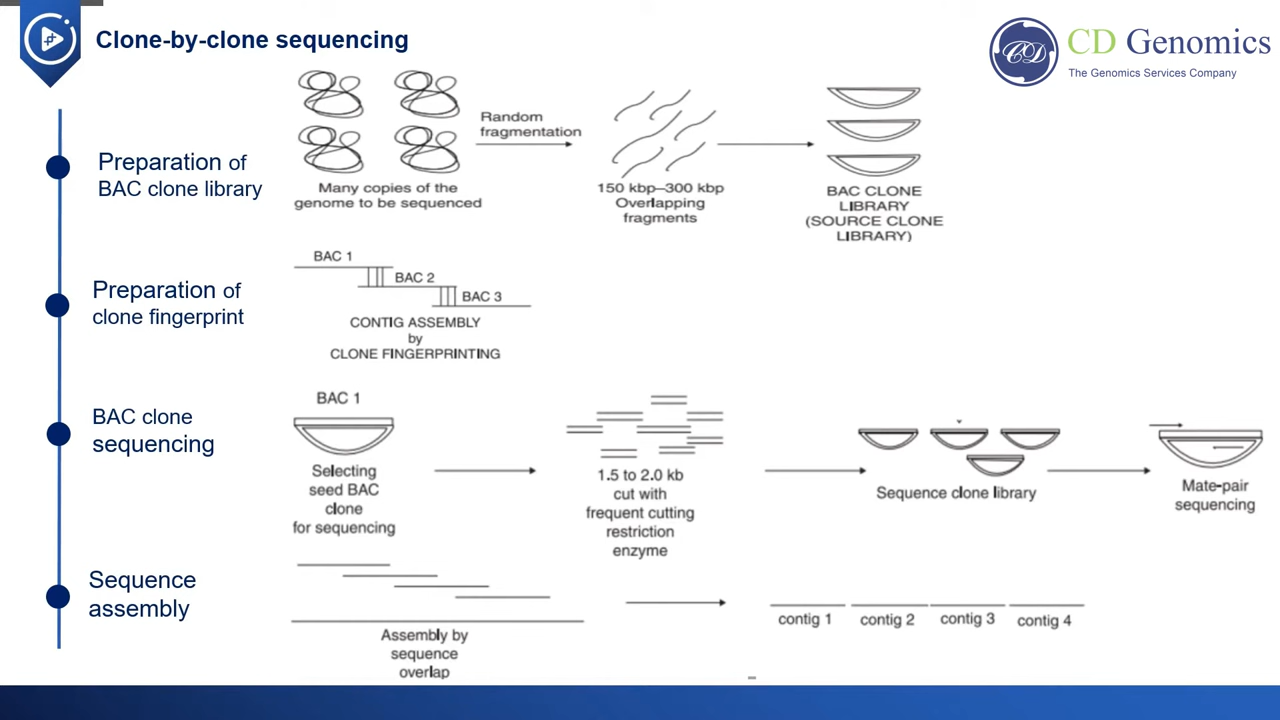 Clone-by-clone sequencing
CD Genomics
The Genomics Services Company
Preparation of
BAC clone library
Many copies of the
genome to be sequenced
Random
fragmentation
150 kbp–300 kbp
Overlapping
fragments
BAC CLONE
LIBRARY
(SOURCE CLONE
LIBRARY)
Preparation of
clone fingerprint
BAC 1
BAC 2
BAC 3
CONTIG ASSEMBLY
by
CLONE FINGERPRINTING
BAC clone
sequencing
BAC 1
Selecting
seed BAC
clone
for sequencing
1.5 to 2.0 kb
cut with
frequent cutting
restriction
enzyme
Sequence clone library
Mate-pair
sequencing
Sequence
assembly
Assembly by
sequence
overlap
contig 1
contig 2
contig 3
contig 4